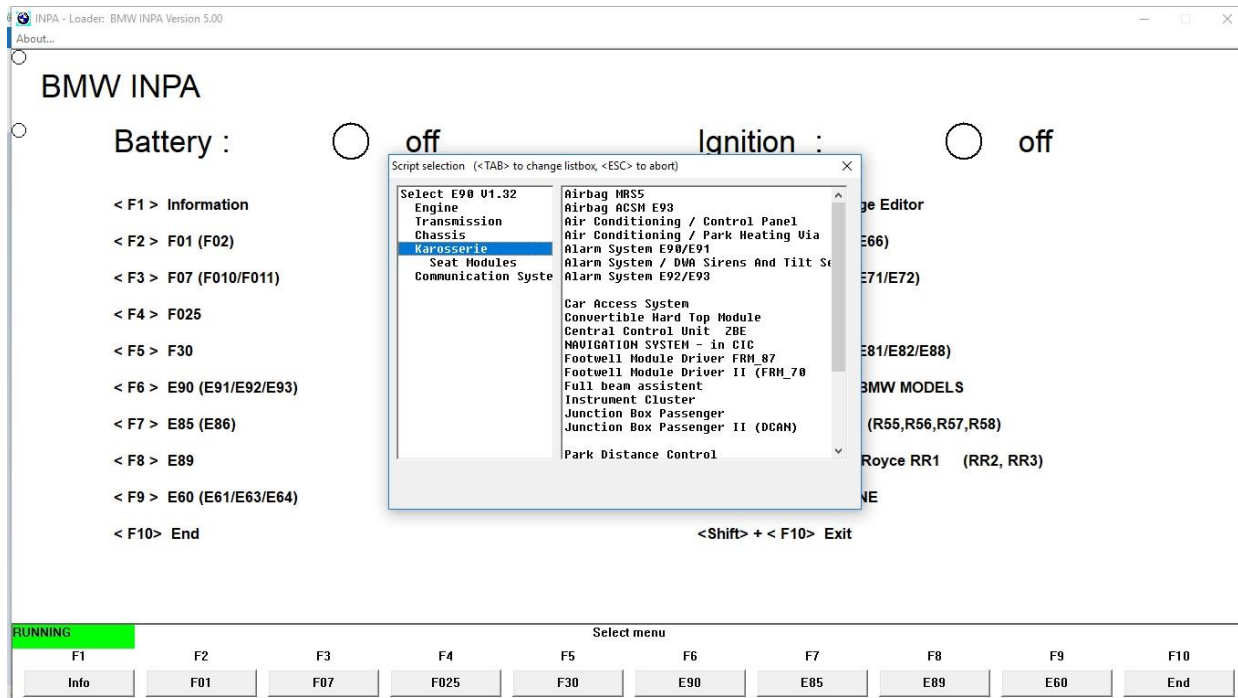 INPA - Loader: BMW INPA Version 5.00
About...
BMW INPA
Battery : off Ignition : off
Script selection (<TAB> to change listbox, <ESC> to abort)
Select E90 V1.32
Engine
Transmission
Chassis
Karosserie
Seat Modules
Communication Syste
Airbag MRS5
Airbag ACSM E93
Air Conditioning / Control Panel
Air Conditioning / Park Heating Via
Alarm System E90/E91
Alarm System / DWA Sirens And Tilt Se
Alarm System E92/E93
Car Access System
Convertible Hard Top Module
Central Control Unit ZBE
NAVIGATION SYSTEM - in CIC
Footwell Module Driver FRM_87
Footwell Module Driver II (FRM_70
Full beam assistent
Instrument Cluster
Junction Box Passenger
Junction Box Passenger II (DCAN)
Park Distance Control
< F1 > Information
< F2 > F01 (F02)
< F3 > F07 (F010/F011)
< F4 > F025
< F5 > F30
< F6 > E90 (E91/E92/E93)
< F7 > E85 (E86)
< F8 > E89
< F9 > E60 (E61/E63/E64)
< F10> End
ge Editor
E66)
E71/E72)
E81/E82/E88)
BMW MODELS
(R55,R56,R57,R58)
Royce RR1 (RR2, RR3)
NE
<Shift> + < F10> Exit
RUNNING
Select menu
F1 F2 F3 F4 F5 F6 F7 F8 F9 F10
Info F01 F07 F025 F30 E90 E85 E89 E60 End